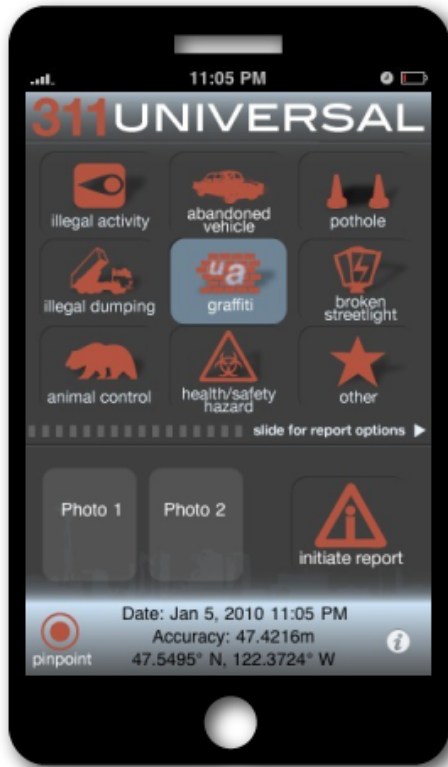 11:05 PM
311UNIVERSAL
illegal activity
abandoned
vehicle
pothole
illegal dumping
ua
graffiti
broken
streetlight
animal control
health/safety
hazard
other
slide for report options
Photo 1
Photo 2
initiate report
pinpoint
Date: Jan 5, 2010 11:05 PM
Accuracy: 47.4216m
47.5495° N, 122.3724° W